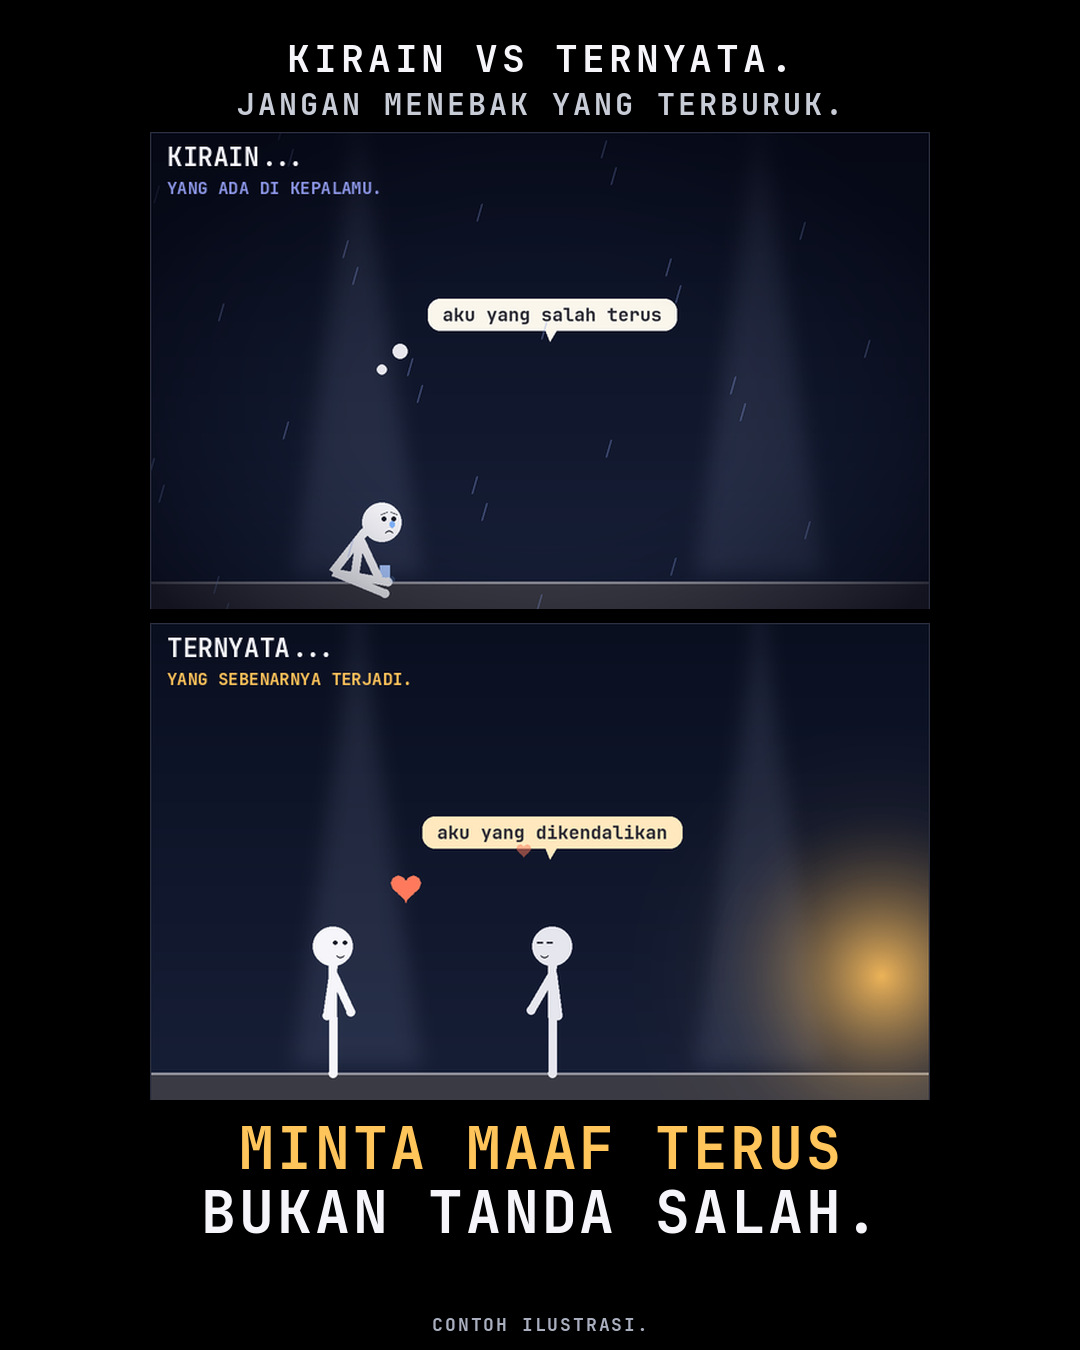 KIRAIN VS TERNYATA.
JANGAN MENEBAK YANG TERBURUK.
KIRAIN...
YANG ADA DI KEPALAMU.
aku yang salah terus
TERNYATA...
YANG SEBENARNYA TERJADI.
aku yang dikendalikan
MINTA MAAF TERUS
BUKAN TANDA SALAH.
CONTOH ILUSTRASI.